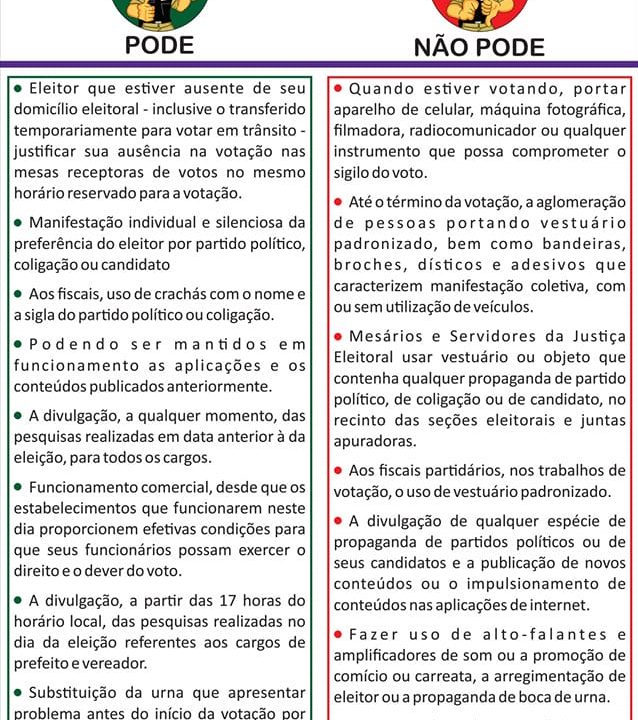 PODE
NÃO PODE
• Eleitor que estiver ausente de seu
domicílio eleitoral - inclusive o transferido
temporariamente para votar em trânsito -
justificar sua ausência na votação nas
mesas receptoras de votos no mesmo
horário reservado para a votação.
• Manifestação individual e silenciosa da
preferência do eleitor por partido político,
coligação ou candidato
• Aos fiscais, uso de crachás com o nome e
a sigla do partido político ou coligação.
• Podendo ser mantidos em
funcionamento as aplicações e os
conteúdos publicados anteriormente.
• A divulgação, a qualquer momento, das
pesquisas realizadas em data anterior à da
eleição, para todos os cargos.
• Funcionamento comercial, desde que os
estabelecimentos que funcionarem neste
dia proporcionem efetivas condições para
que seus funcionários possam exercer o
direito e o dever do voto.
• A divulgação, a partir das 17 horas do
horário local, das pesquisas realizadas no
dia da eleição referentes aos cargos de
prefeito e vereador.
• Substituição da urna que apresentar
problema antes do início da votação por
• Quando estiver votando, portar
aparelho de celular, máquina fotográfica,
filmadora, radiocomunicador ou qualquer
instrumento que possa comprometer o
sigilo do voto.
• Até o término da votação, a aglomeração
de pessoas portando vestuário
padronizado, bem como bandeiras,
broches, dísticos e adesivos que
caracterizem manifestação coletiva, com
ou sem utilização de veículos.
• Mesários e Servidores da Justiça
Eleitoral usar vestuário ou objeto que
contenha qualquer propaganda de partido
político, de coligação ou de candidato, no
recinto das seções eleitorais e juntas
apuradoras.
• Aos fiscais partidários, nos trabalhos de
votação, o uso de vestuário padronizado.
• A divulgação de qualquer espécie de
propaganda de partidos políticos ou de
seus candidatos e a publicação de novos
conteúdos ou o impulsionamento de
conteúdos nas aplicações de internet.
• Fazer uso de alto-falantes e
amplificadores de som ou a promoção de
comício ou carreata, a arregimentação de
eleitor ou a propaganda de boca de urna.